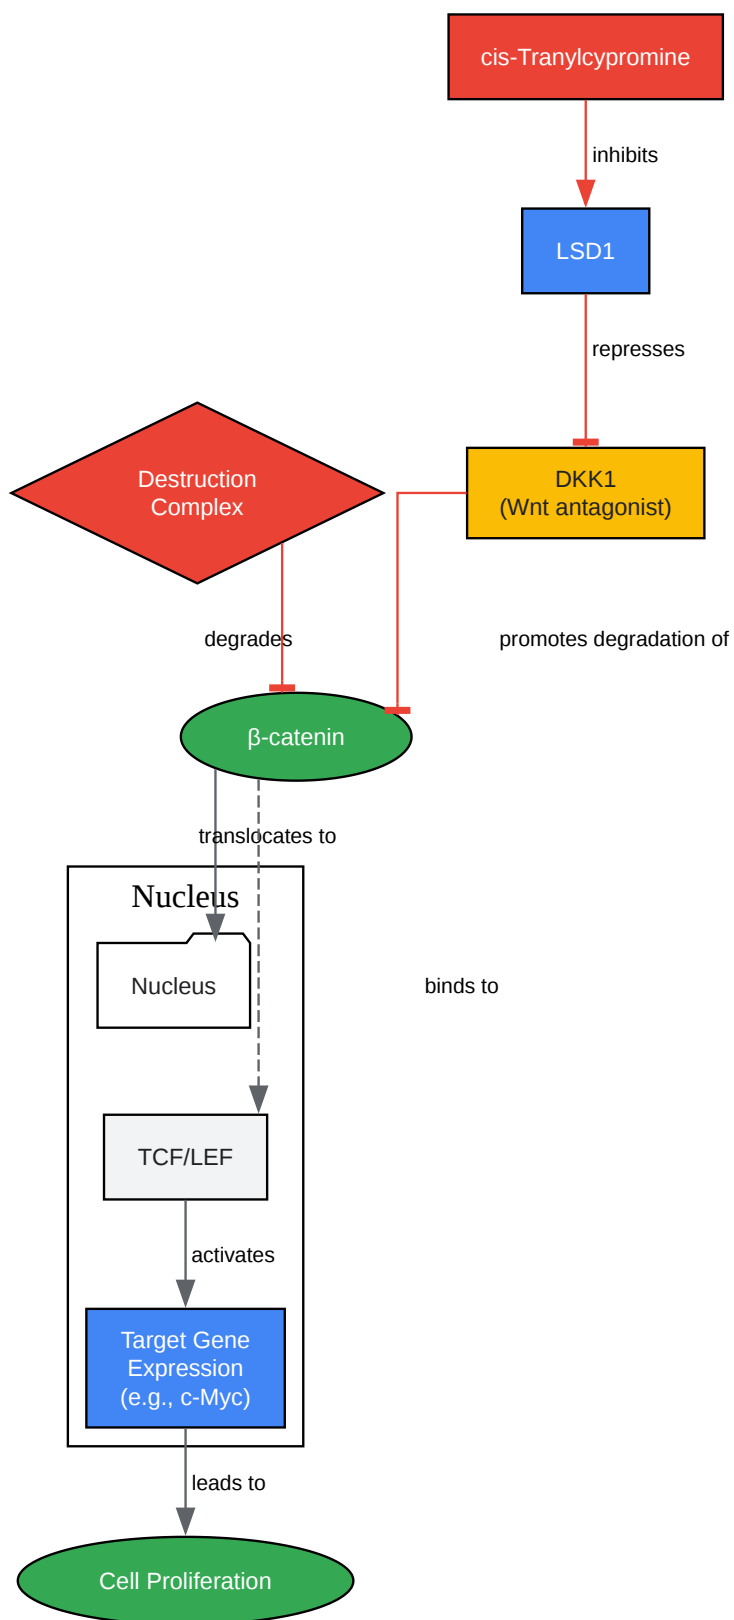 cis-Tranylcypromine
inhibits
LSD1
represses
Destruction
Complex
DKK1
(Wnt antagonist)
degrades
promotes degradation of
β-catenin
translocates to
Nucleus
Nucleus
binds to
TCF/LEF
activates
Target Gene
Expression
(e.g., c-Myc)
leads to
Cell Proliferation